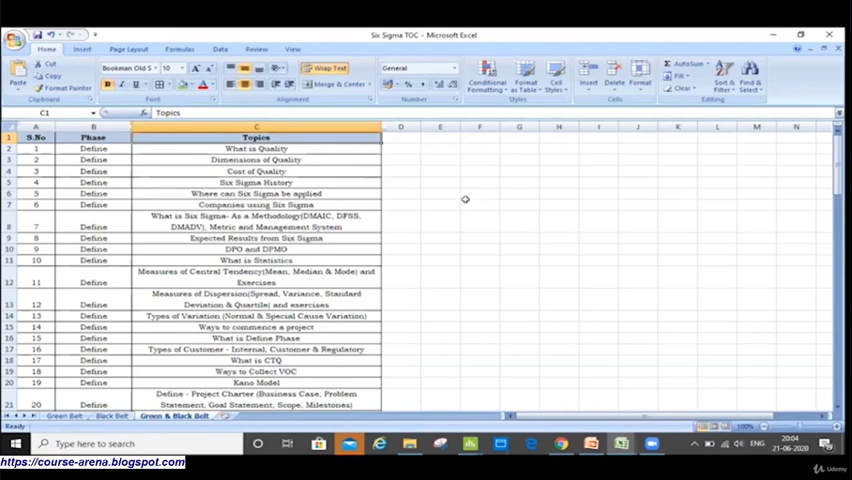 Six Sigma TOC - Microsoft Excel
Home Insert Page Layout Formulas Data Review View
Cut
Copy
Format Painter
Paste
Clipboard
Bookman Old S 10
B I U
Font
Wrap Text
Merge & Center
Alignment
General
Number
Conditional Formatting
Format as Table
Cell Styles
Styles
Insert Delete Format
Cells
AutoSum
Fill
Clear
Sort & Filter
Find & Select
Editing
C1 Topics
A B C D E F G H I J K L M N
1 S.No Phase Topics
2 1 Define What is Quality
3 2 Define Dimensions of Quality
4 3 Define Cost of Quality
5 4 Define Six Sigma History
6 5 Define Where can Six Sigma be applied
7 6 Define Companies using Six Sigma
8 7 Define What is Six Sigma- As a Methodology(DMAIC, DFSS,
DMADV), Metric and Management System
9 8 Define Expected Results from Six Sigma
10 9 Define DPO and DPMO
11 10 Define What is Statistics
12 11 Define Measures of Central Tendency(Mean, Median & Mode) and
Exercises
13 12 Define Measures of Dispersion(Spread, Variance, Standard
Deviation & Quartile) and exercises
14 13 Define Types of Variation (Normal & Special Cause Variation)
15 14 Define Ways to commence a project
16 15 Define What is Define Phase
17 16 Define Types of Customer - Internal, Customer & Regulatory
18 17 Define What is CTQ
19 18 Define Ways to Collect VOC
20 19 Define Kano Model
21 20 Define Define - Project Charter (Business Case, Problem
Statement, Goal Statement, Scope, Milestones)
Green Belt Black Belt Green & Black Belt
Ready 100%
Type here to search
ENG 20:04
21-06-2020
https://course-arena.blogspot.com
Udemy